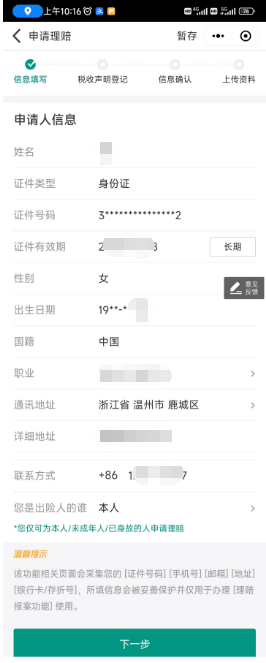 上午10:16
申请理赔 暂存
信息填写 税收声明登记 信息确认 上传资料
申请人信息
姓名
证件类型 身份证
证件号码 3***************2
证件有效期 2 3 长期
意见
反馈
性别 女
出生日期 19**-*
国籍 中国
职业
通讯地址 浙江省 温州市 鹿城区
详细地址
联系方式 +86 1 7
您是出险人的谁 本人
*您仅可为本人/未成年人/已身故的人申请理赔
温馨提示
该功能相关页面会采集您的 [证件号码] [手机号] [邮箱] [地址]
[银行卡/存折号]，所填信息会被妥善保护并仅用于办理 [理赔
报案功能] 使用。
下一步